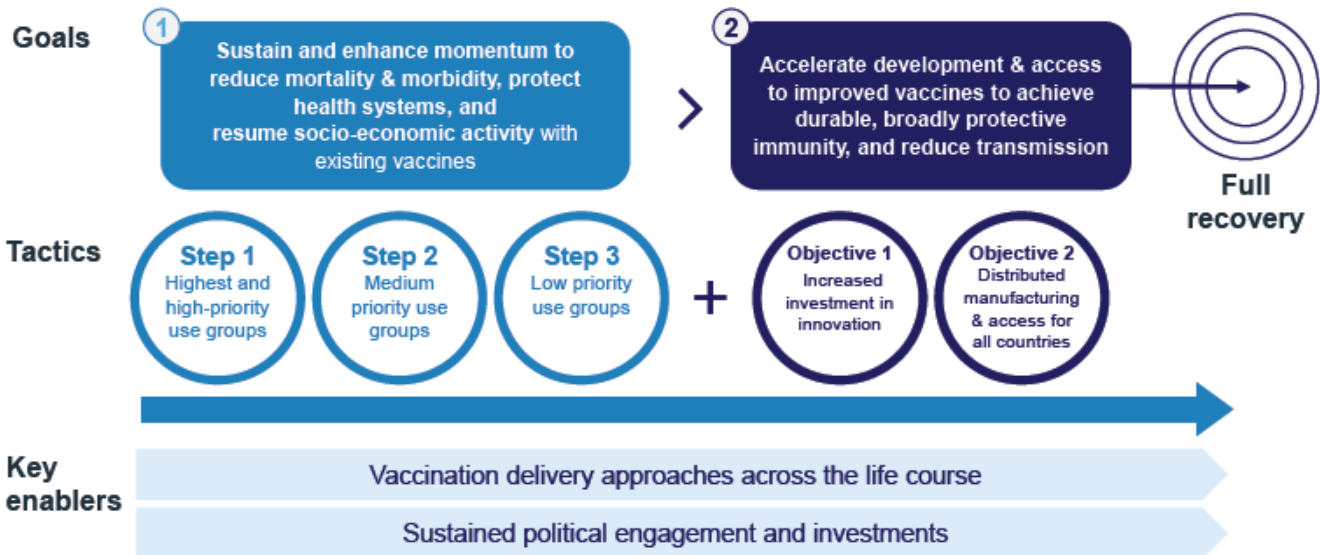 Goals
1
Sustain and enhance momentum to
reduce mortality & morbidity, protect
health systems, and
resume socio-economic activity with
existing vaccines
>
2
Accelerate development & access
to improved vaccines to achieve
durable, broadly protective
immunity, and reduce transmission
Full
recovery
Tactics
Step 1
Highest and
high-priority
use groups
Step 2
Medium
priority use
groups
Step 3
Low priority
use groups
+
Objective 1
Increased
investment in
innovation
Objective 2
Distributed
manufacturing
& access for
all countries
Key
enablers
Vaccination delivery approaches across the life course
Sustained political engagement and investments